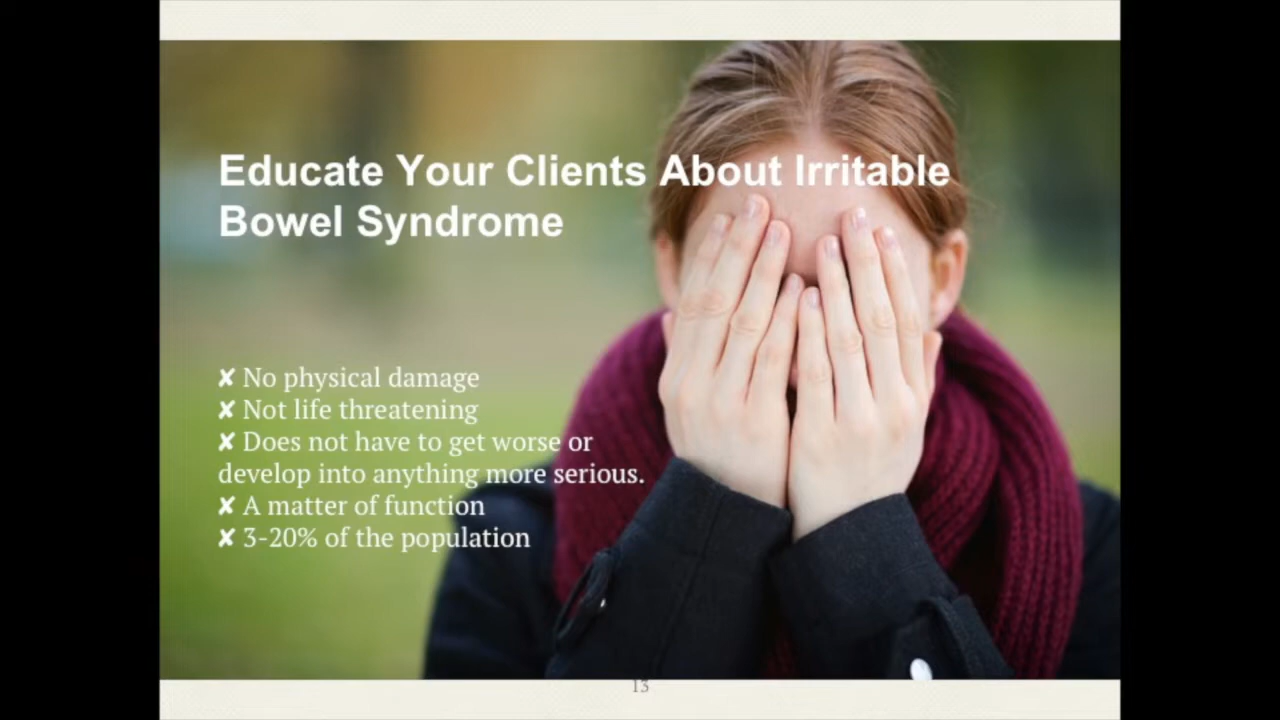 Educate Your Clients About Irritable
Bowel Syndrome
✘ No physical damage
✘ Not life threatening
✘ Does not have to get worse or
develop into anything more serious.
✘ A matter of function
✘ 3-20% of the population
13